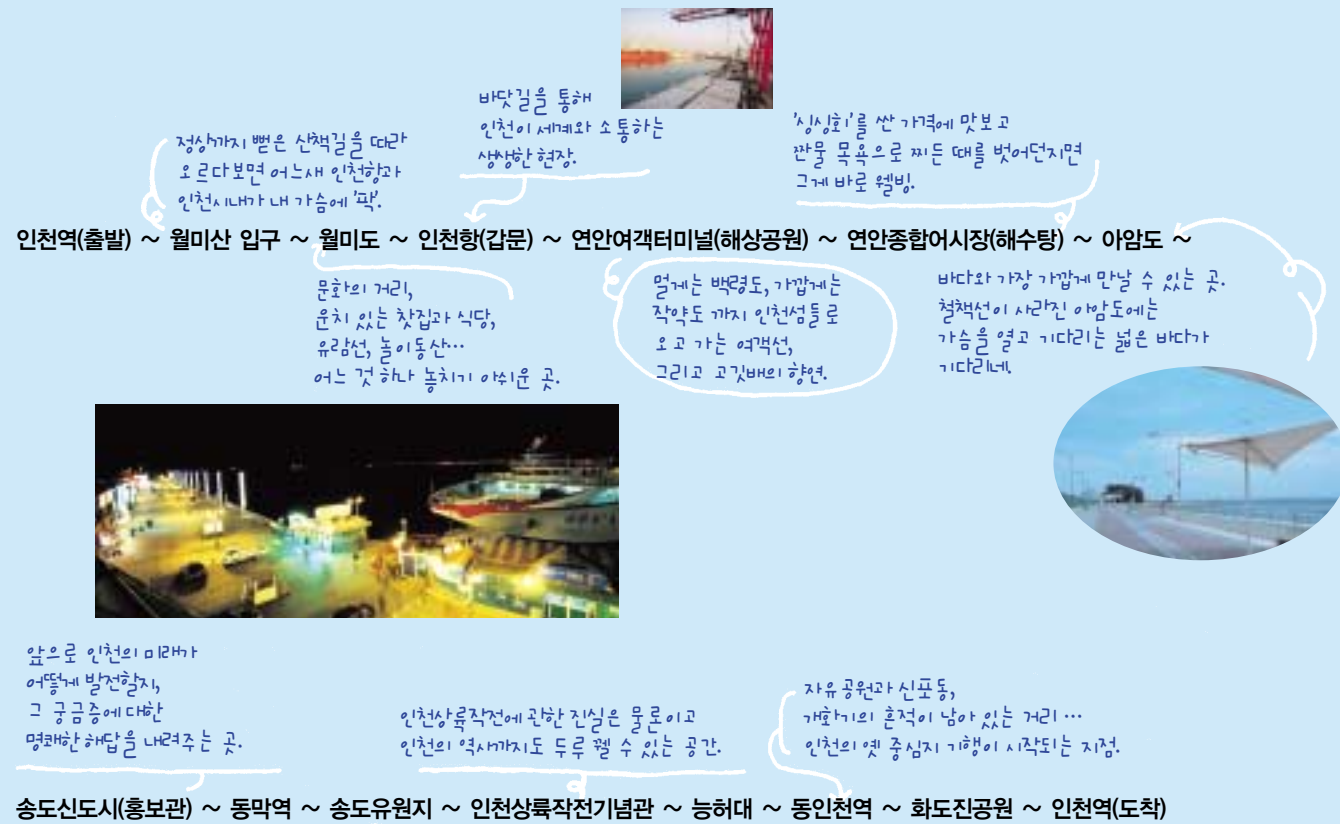 바닷길을 통해
인천이 세계와 소통하는
생생한 현장.
정상까지 뻗은 산책길을 따라
오르다보면 어느새 인천항과
인천시내가 내 가슴에 '팍'.
'싱싱회'를 싼 가격에 맛보고
짠물 목욕으로 찌든 때를 벗어던지면
그게 바로 웰빙.
인천역(출발) ~ 월미산 입구 ~ 월미도 ~ 인천항(갑문) ~ 연안여객터미널(해상공원) ~ 연안종합어시장(해수탕) ~ 아암도 ~
문화의 거리,
운치 있는 찻집과 식당,
유람선, 놀이동산…
어느 것 하나 놓치기 아쉬운 곳.
멀게는 백령도, 가깝게는
작약도 까지 인천섬들로
오고 가는 여객선,
그리고 고깃배의 향연.
바다와 가장 가깝게 만날 수 있는 곳.
철책선이 사라진 아암도에는
가슴을 열고 기다리는 넓은 바다가
기다리네.
앞으로 인천의 미래가
어떻게 발전할지,
그 궁금증에 대한
명쾌한 해답을 내려주는 곳.
인천상륙작전에 관한 진실은 물론이고
인천의 역사까지도 두루 꿸 수 있는 공간.
자유공원과 신포동,
개화기의 흔적이 남아 있는 거리 …
인천의 옛 중심지 기행이 시작되는 지점.
송도신도시(홍보관) ~ 동막역 ~ 송도유원지 ~ 인천상륙작전기념관 ~ 능허대 ~ 동인천역 ~ 화도진공원 ~ 인천역(도착)